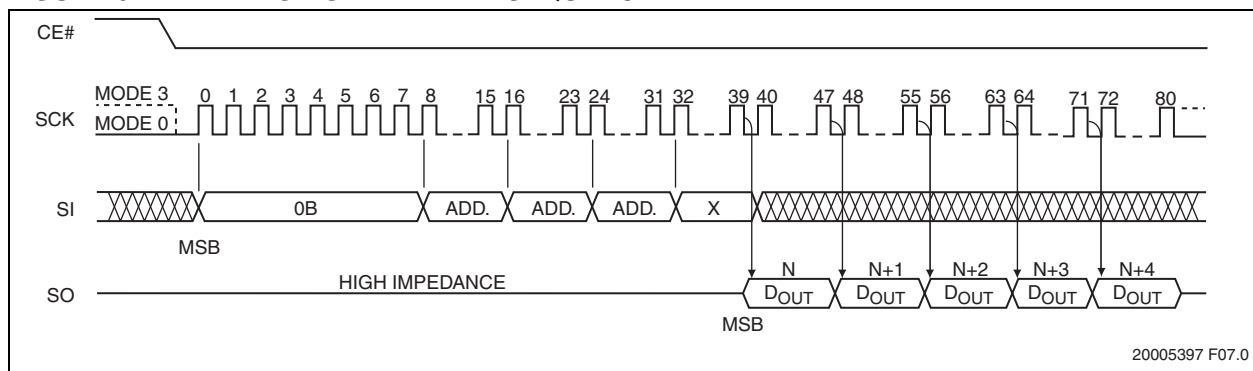 CE#
MODE 3
MODE 0
SCK
0 1 2 3 4 5 6 7 8 15 16 23 24 31 32 39 40 47 48 55 56 63 64 71 72 80
SI
0B
ADD.
ADD.
ADD.
X
MSB
SO
HIGH IMPEDANCE
N
N+1
N+2
N+3
N+4
DOUT
DOUT
DOUT
DOUT
DOUT
MSB
20005397 F07.0